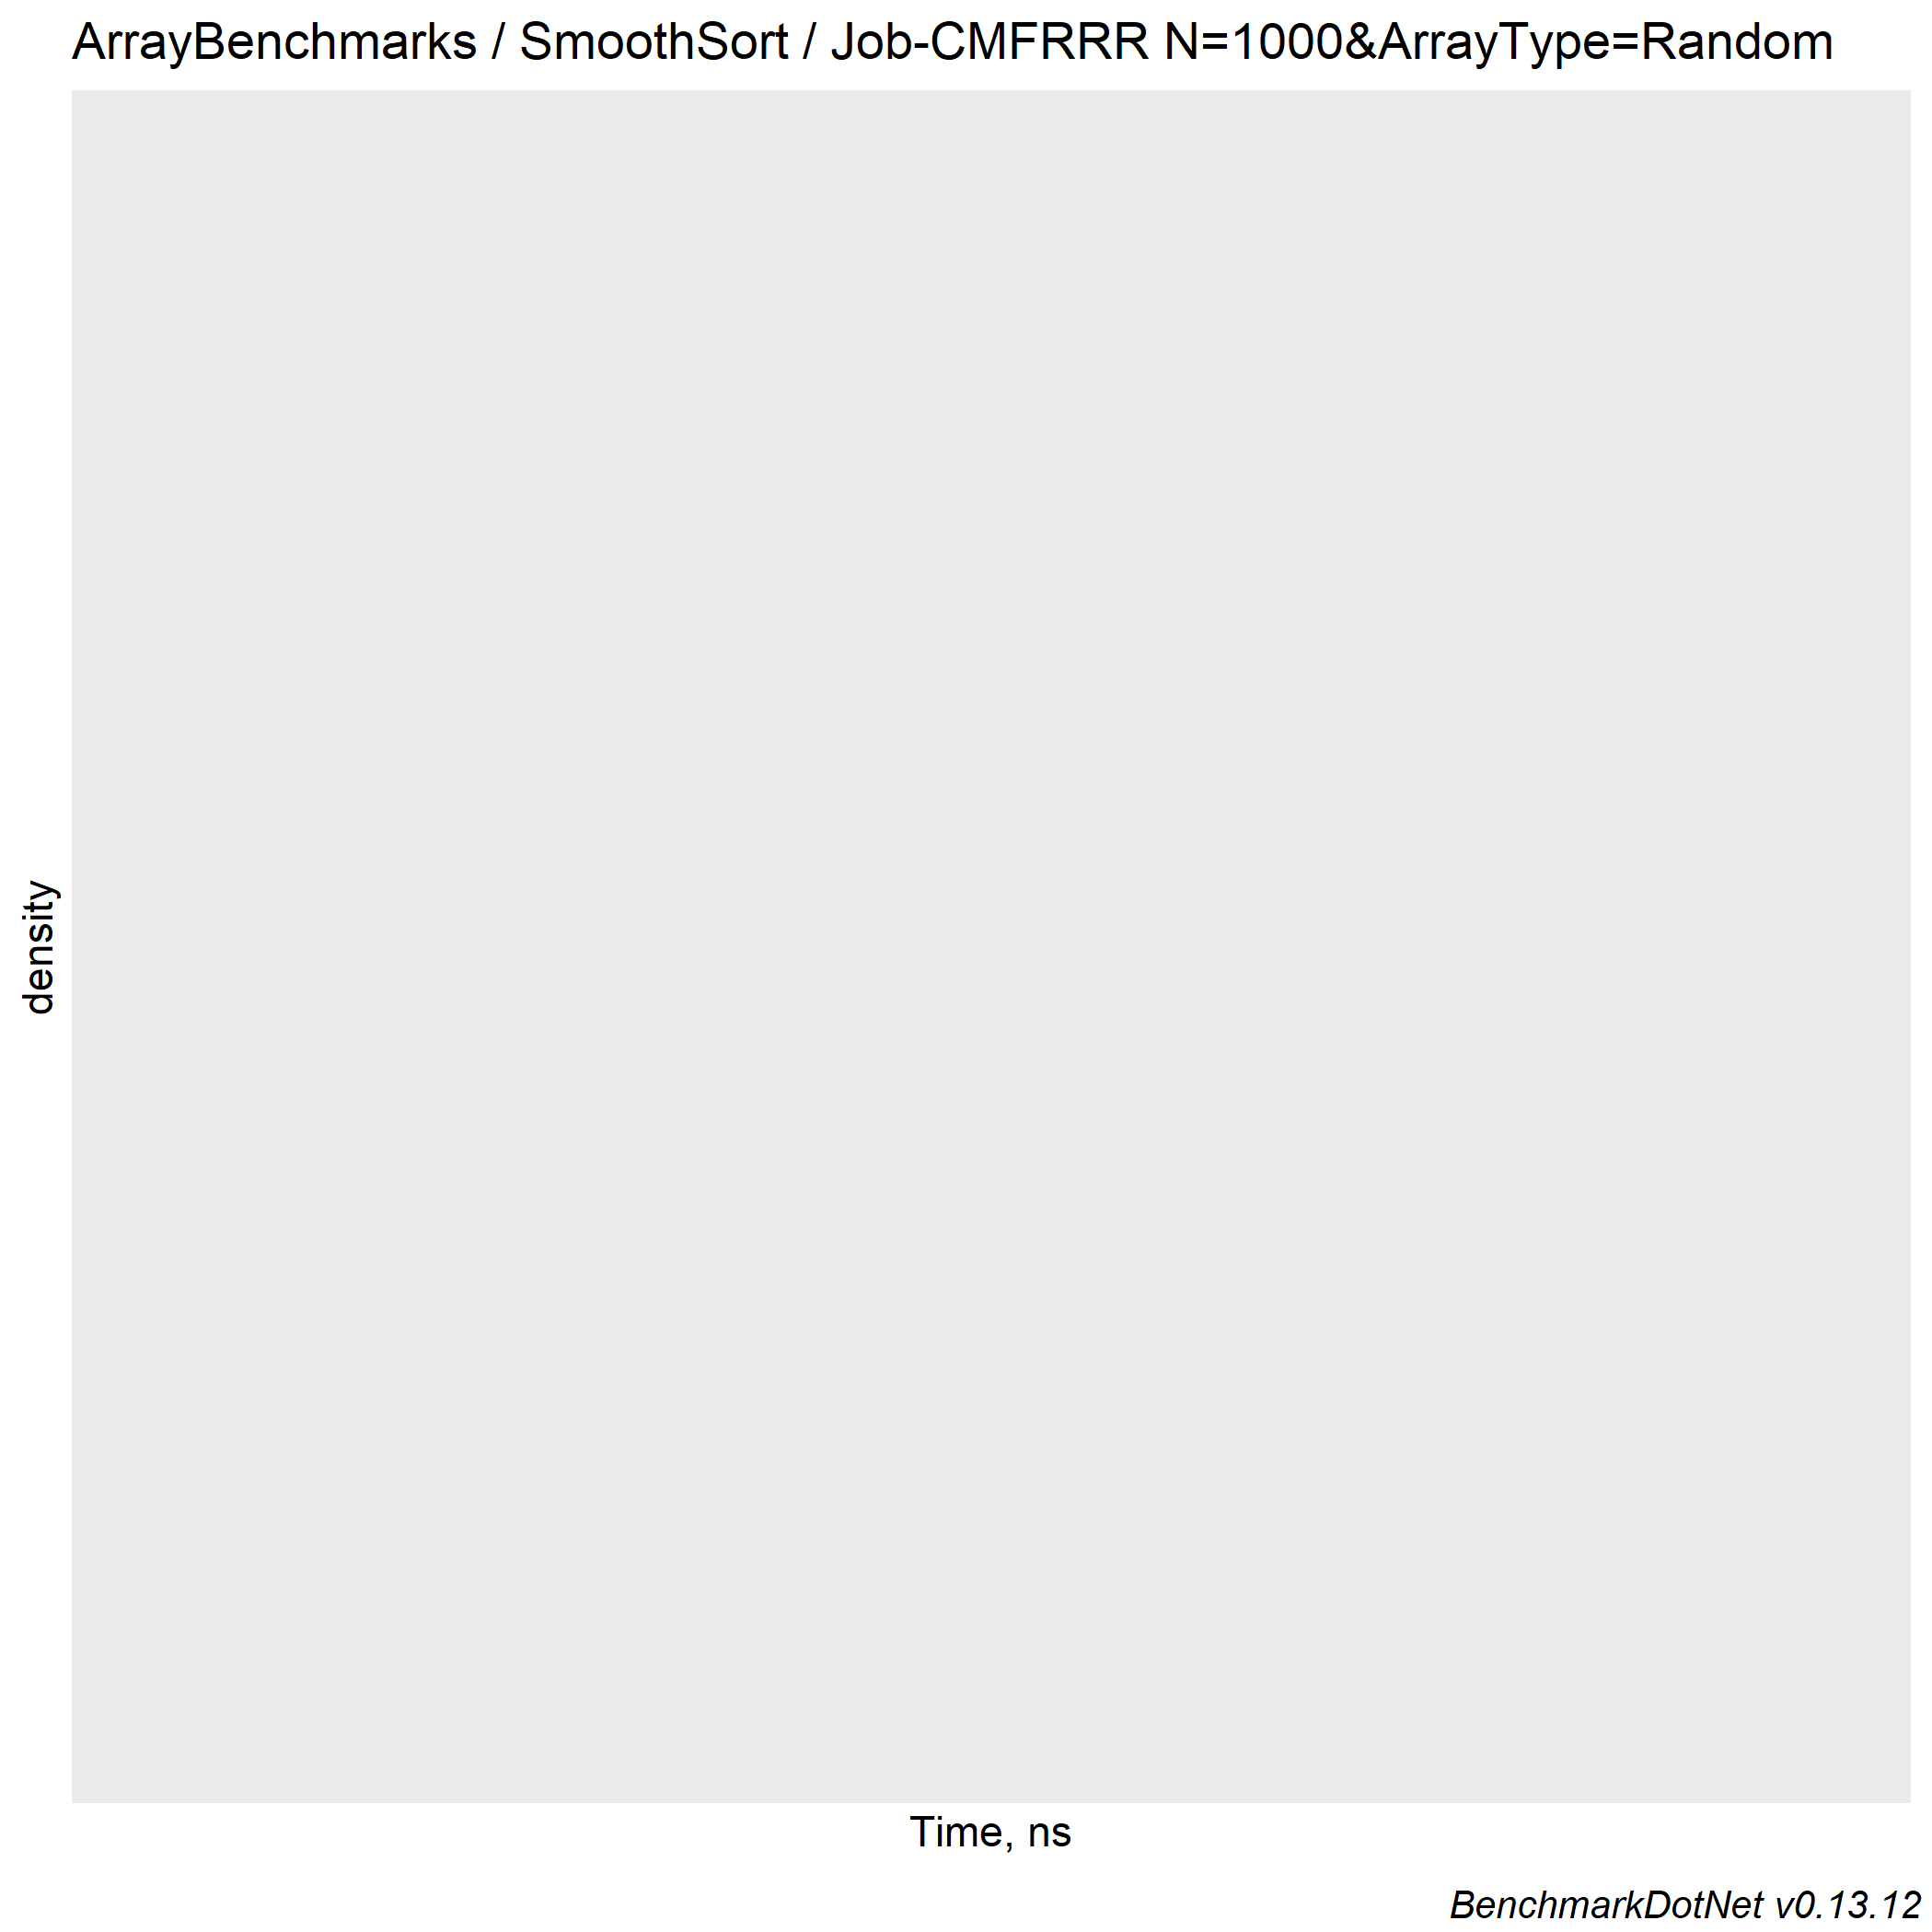 ArrayBenchmarks / SmoothSort / Job-CMFRRR N=1000&ArrayType=Random
density
Time, ns
BenchmarkDotNet v0.13.12